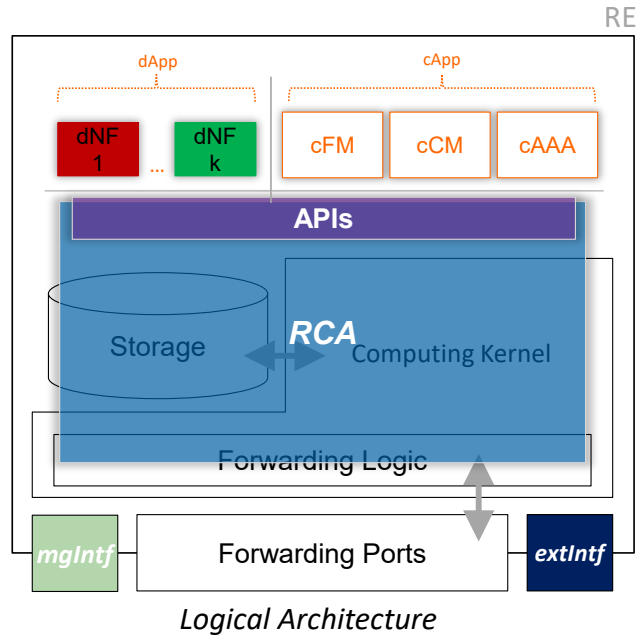 RE
dApp
cApp
dNF
1
...
dNF
k
cFM
cCM
cAAA
APIs
Storage
RCA
Computing Kernel
Forwarding Logic
mgIntf
Forwarding Ports
extIntf
Logical Architecture